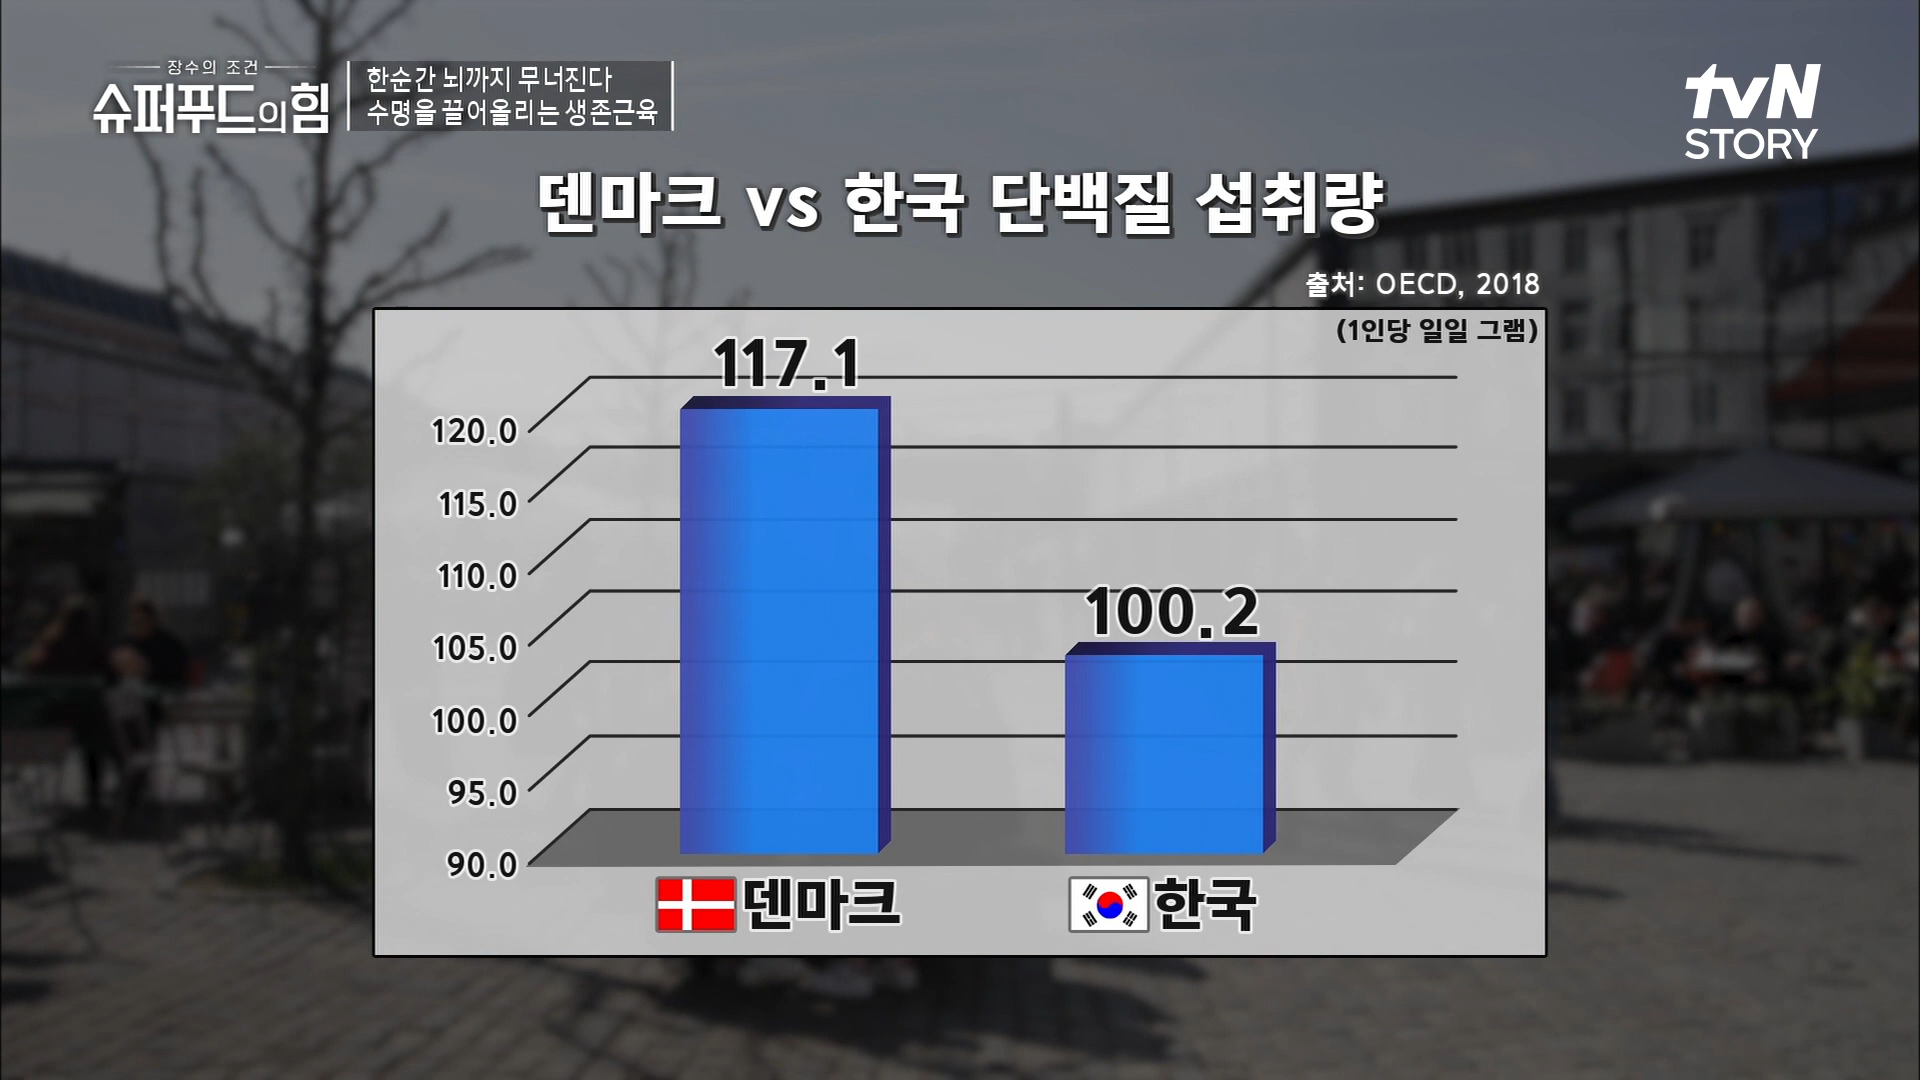 장수의 조건
슈퍼푸드의 힘
한순간 뇌까지 무너진다
수명을 끌어올리는 생존근육
tvN
STORY
덴마크 vs 한국 단백질 섭취량
출처: OECD, 2018
(1인당 일일 그램)
117.1
120.0
115.0
110.0
105.0
100.2
100.0
95.0
90.0
덴마크
한국